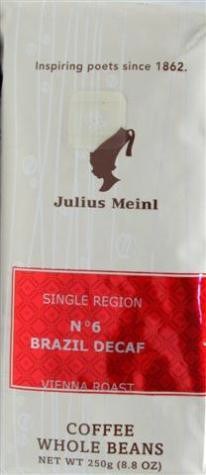 Inspiring poets since 1862.
Julius Meinl
SINGLE REGION
N°6
BRAZIL DECAF
VIENNA ROAST
COFFEE
WHOLE BEANS
NET WT 250g (8.8 OZ)